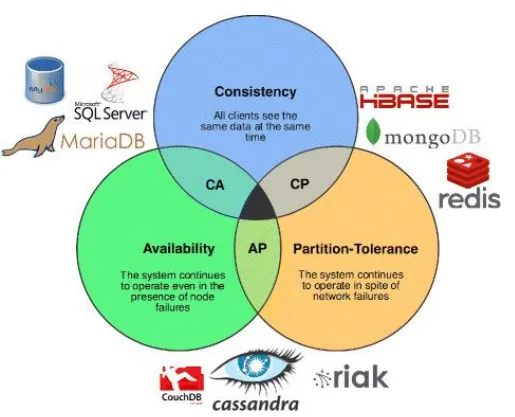 MySQL
Microsoft
SQL Server
MariaDB
Consistency
All clients see the
same data at the same
time
APACHE
HBASE
mongoDB
redis
CA
CP
Availability
The system continues
to operate even in the
presence of node
failures
AP
Partition-Tolerance
The system continues
to operate in spite of
network failures
CouchDB
cassandra
riak